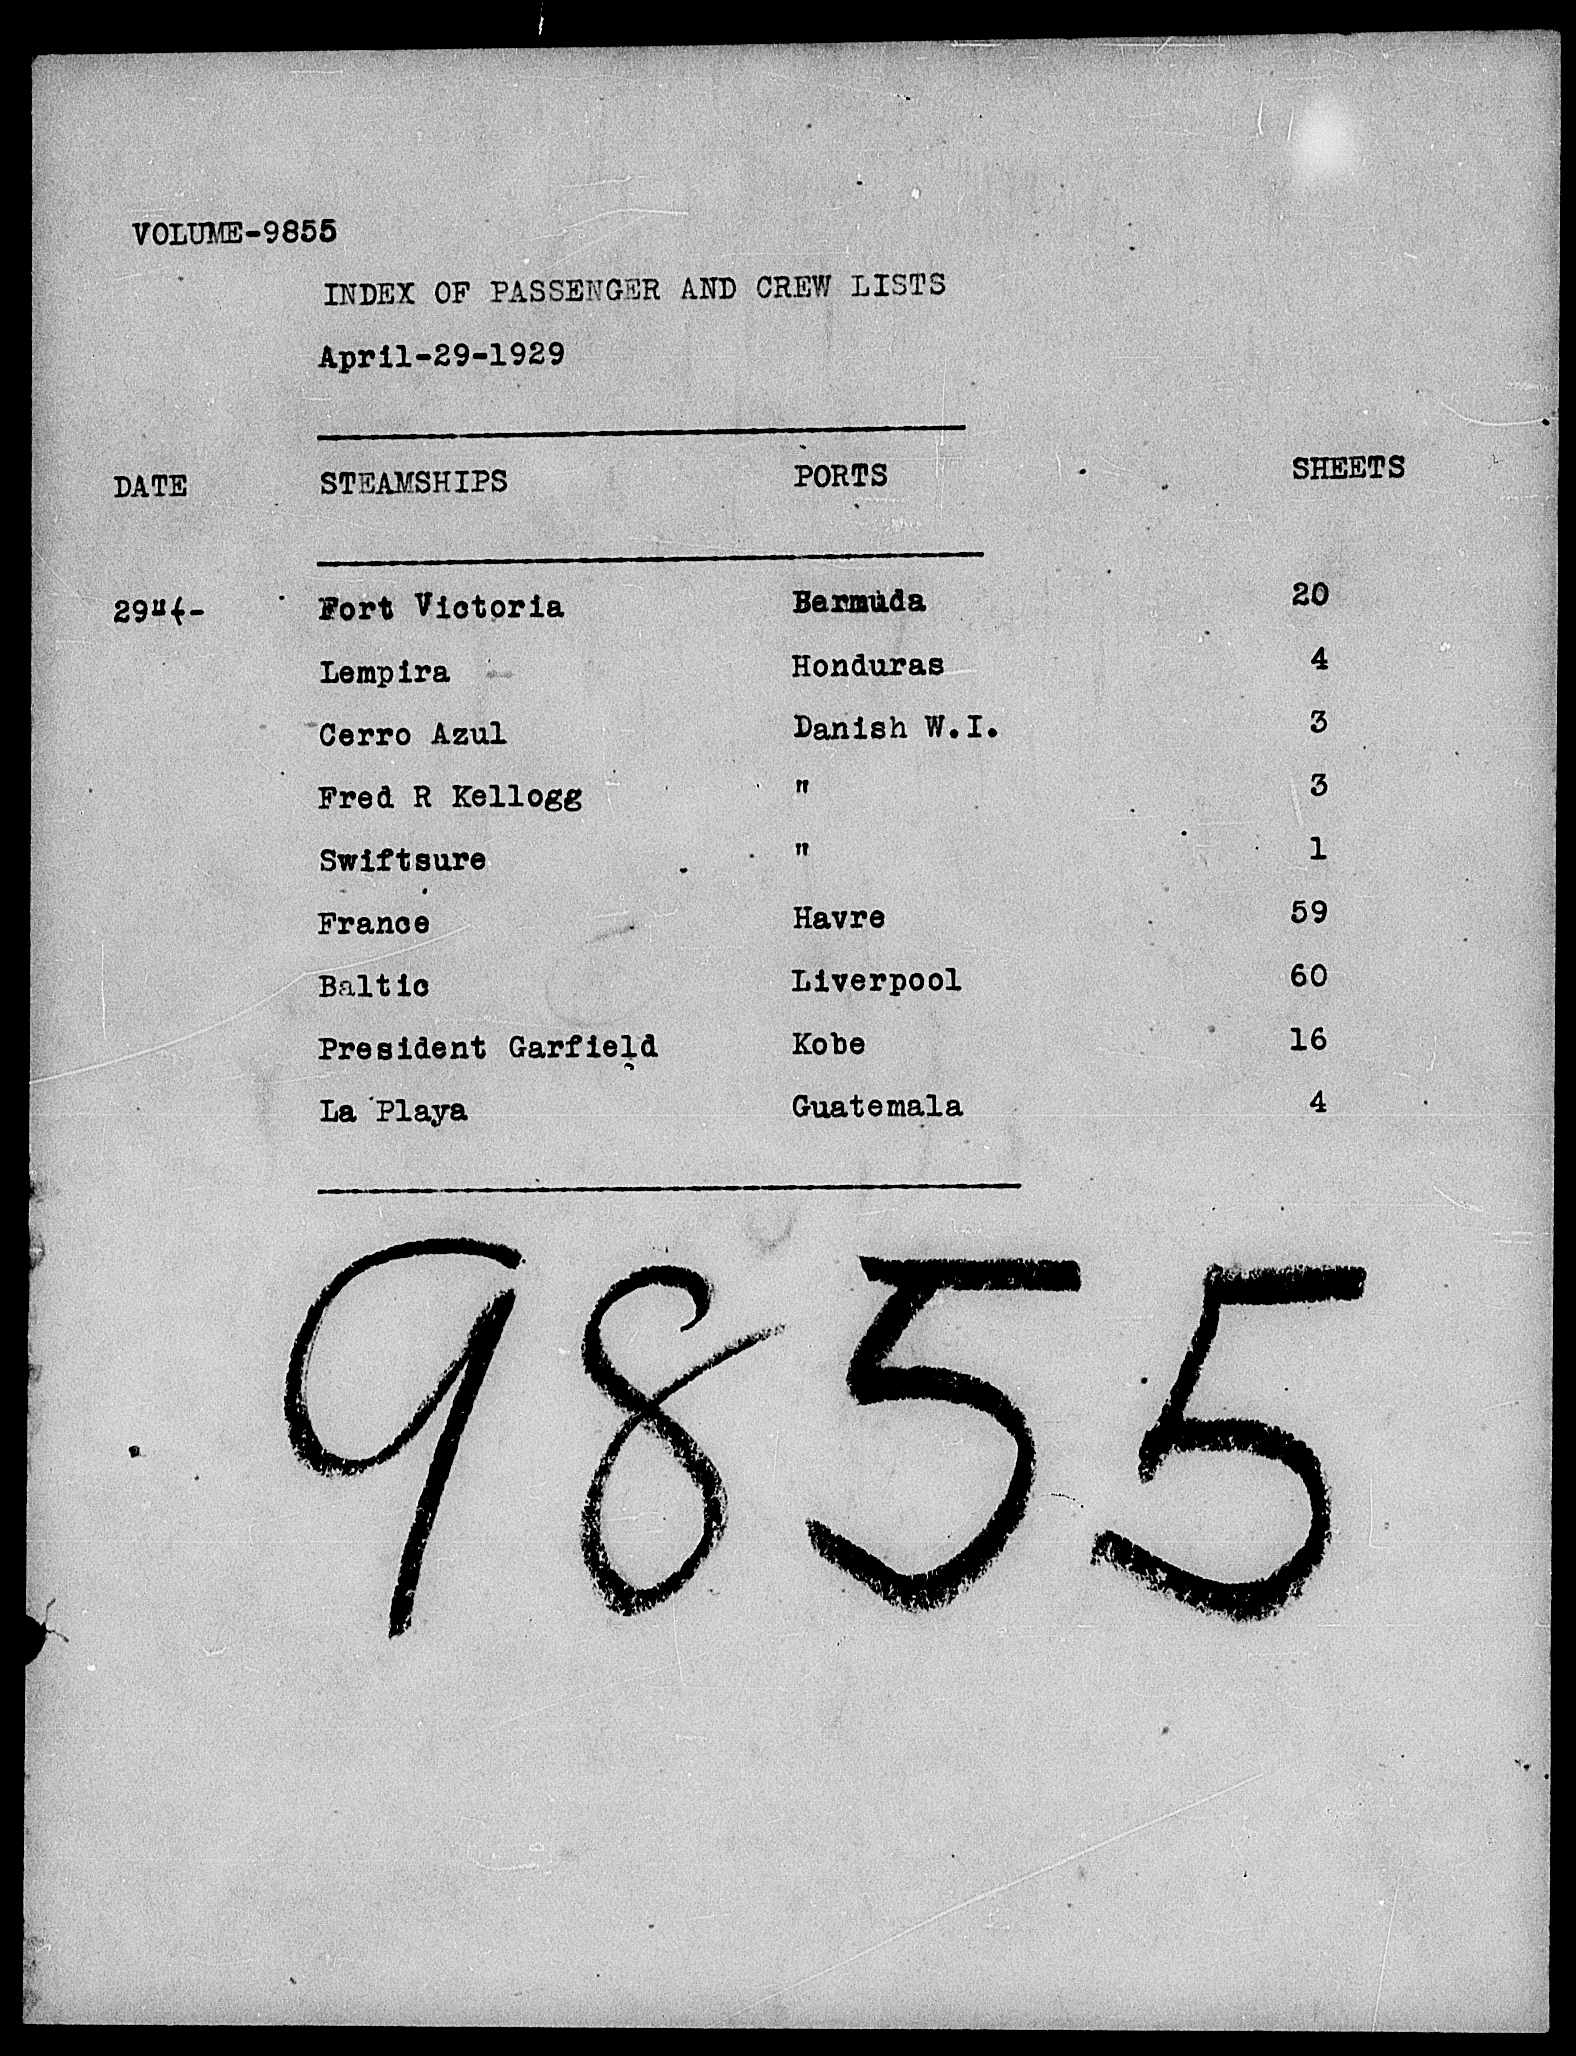 VOLUME-9855
INDEX OF PASSENGER AND CREW LISTS
April-29-1929
DATE STEAMSHIPS PORTS SHEETS
29 Fort Victoria Bermuda 20
Lempira Honduras 4
Cerro Azul Danish W.I. 3
Fred R Kellogg " 3
Swiftsure " 1
France Havre 59
Baltic Liverpool 60
President Garfield Kobe 16
La Playa Guatemala 4
9855